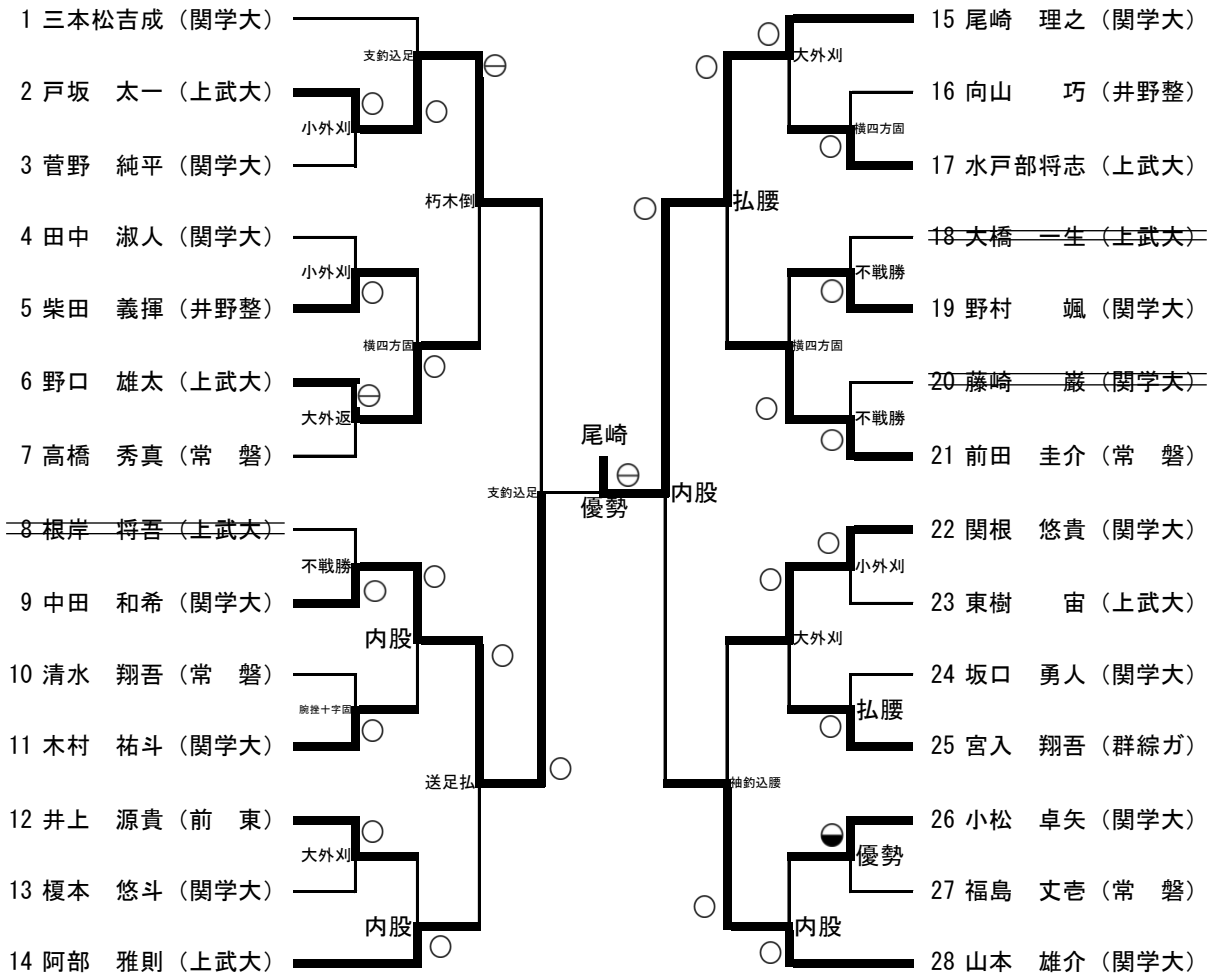 1 三本松吉成（関学大）
2 戸坂　太一（上武大）
3 菅野　純平（関学大）
4 田中　淑人（関学大）
5 柴田　義揮（井野整）
6 野口　雄太（上武大）
7 高橋　秀真（常　磐）
8 根岸　将吾（上武大）
9 中田　和希（関学大）
10 清水　翔吾（常　磐）
11 木村　祐斗（関学大）
12 井上　源貴（前　東）
13 榎本　悠斗（関学大）
14 阿部　雅則（上武大）
支釣込足
小外刈
朽木倒
小外刈
横四方固
大外返
支釣込足
不戦勝
内股
腕挫十字固
送足払
大外刈
内股
尾崎
優勢
大外刈
横四方固
払腰
不戦勝
横四方固
不戦勝
内股
小外刈
大外刈
払腰
袖釣込腰
優勢
内股
15 尾崎　理之（関学大）
16 向山　　巧（井野整）
17 水戸部将志（上武大）
18 大橋　一生（上武大）
19 野村　　颯（関学大）
20 藤崎　　巌（関学大）
21 前田　圭介（常　磐）
22 関根　悠貴（関学大）
23 東樹　　宙（上武大）
24 坂口　勇人（関学大）
25 宮入　翔吾（群綜ガ）
26 小松　卓矢（関学大）
27 福島　丈壱（常　磐）
28 山本　雄介（関学大）